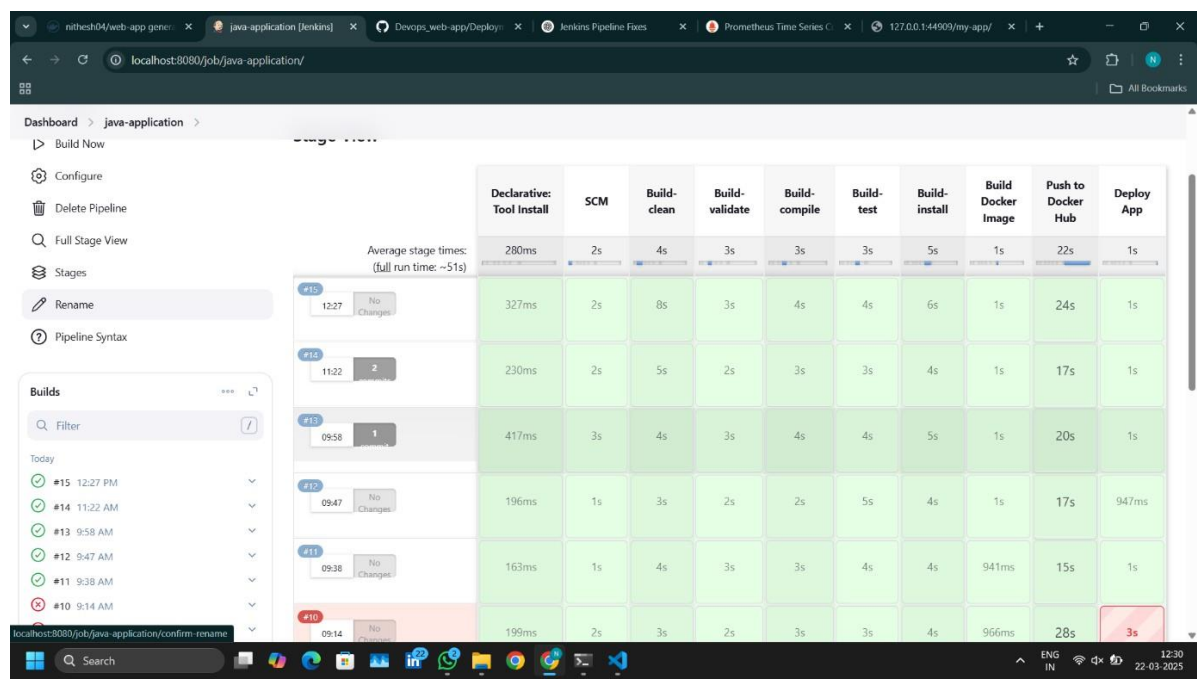 nithesh04/web-app gener
java-application [Jenkins]
Devops_web-app/Deploym
Jenkins Pipeline Fixes
Prometheus Time Series C
127.0.0.1:44909/my-app/
localhost:8080/job/java-application/
N
All Bookmarks
Dashboard > java-application >
Build Now
Configure
Delete Pipeline
Full Stage View
Stages
Rename
Pipeline Syntax
Builds
Filter /
Today
#15 12:27 PM
#14 11:22 AM
#13 9:58 AM
#12 9:47 AM
#11 9:38 AM
#10 9:14 AM
localhost:8080/job/java-application/confirm-rename
Stage View
Declarative: Tool Install SCM Build-clean Build-validate Build-compile Build-test Build-install Build Docker Image Push to Docker Hub Deploy App
Average stage times: 280ms 2s 4s 3s 3s 3s 5s 1s 22s 1s
(full run time: ~51s)
#15
12:27 No Changes 327ms 2s 8s 3s 4s 4s 6s 1s 24s 1s
#14
11:22 2 230ms 2s 5s 2s 3s 3s 4s 1s 17s 1s
#13
09:58 1 417ms 3s 4s 3s 4s 4s 5s 1s 20s 1s
#12
09:47 No Changes 196ms 1s 3s 2s 2s 5s 4s 1s 17s 947ms
#11
09:38 No Changes 163ms 1s 4s 3s 3s 4s 4s 941ms 15s 1s
#10
09:14 No Changes 199ms 2s 3s 2s 3s 3s 4s 966ms 28s 3s
Search
22
2
ENG
IN
12:30
22-03-2025